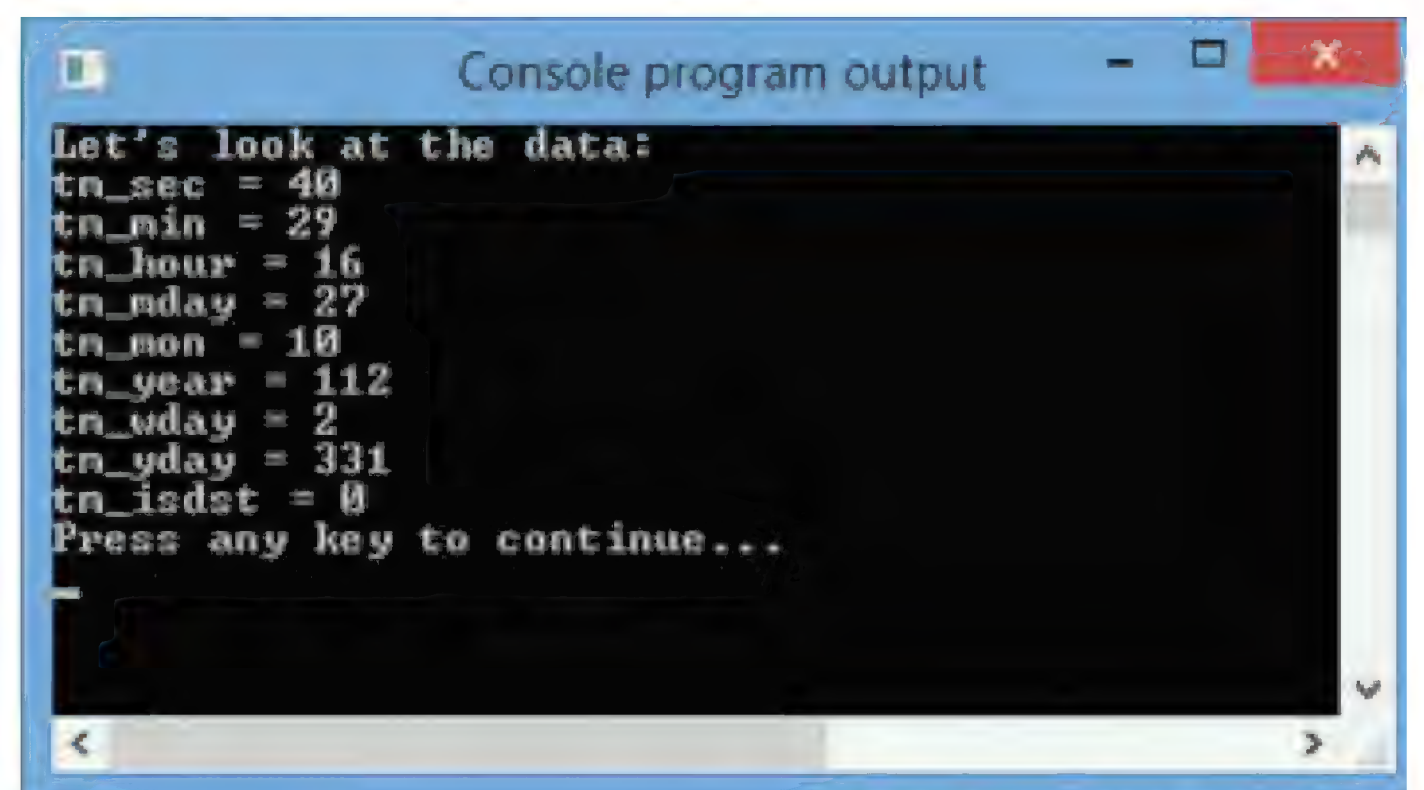 Console program output
Let's look at the data:
tm_sec = 40
tm_min = 29
tm_hour = 16
tm_mday = 27
tm_mon = 10
tm_year = 112
tm_wday = 2
tm_yday = 331
tm_isdst = 0
Press any key to continue...